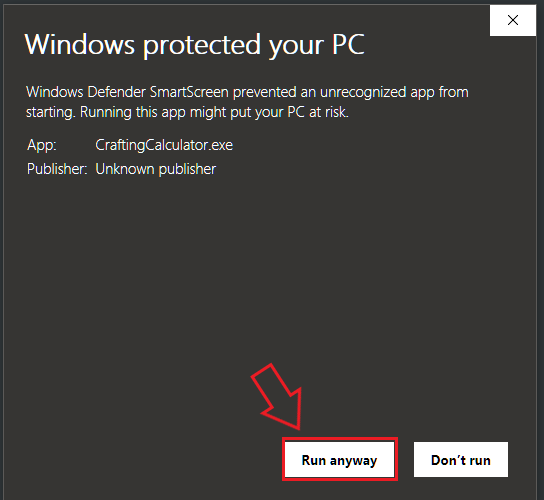 Windows protected your PC
Windows Defender SmartScreen prevented an unrecognized app from
starting. Running this app might put your PC at risk.
App: CraftingCalculator.exe
Publisher: Unknown publisher
Run anyway Don't run